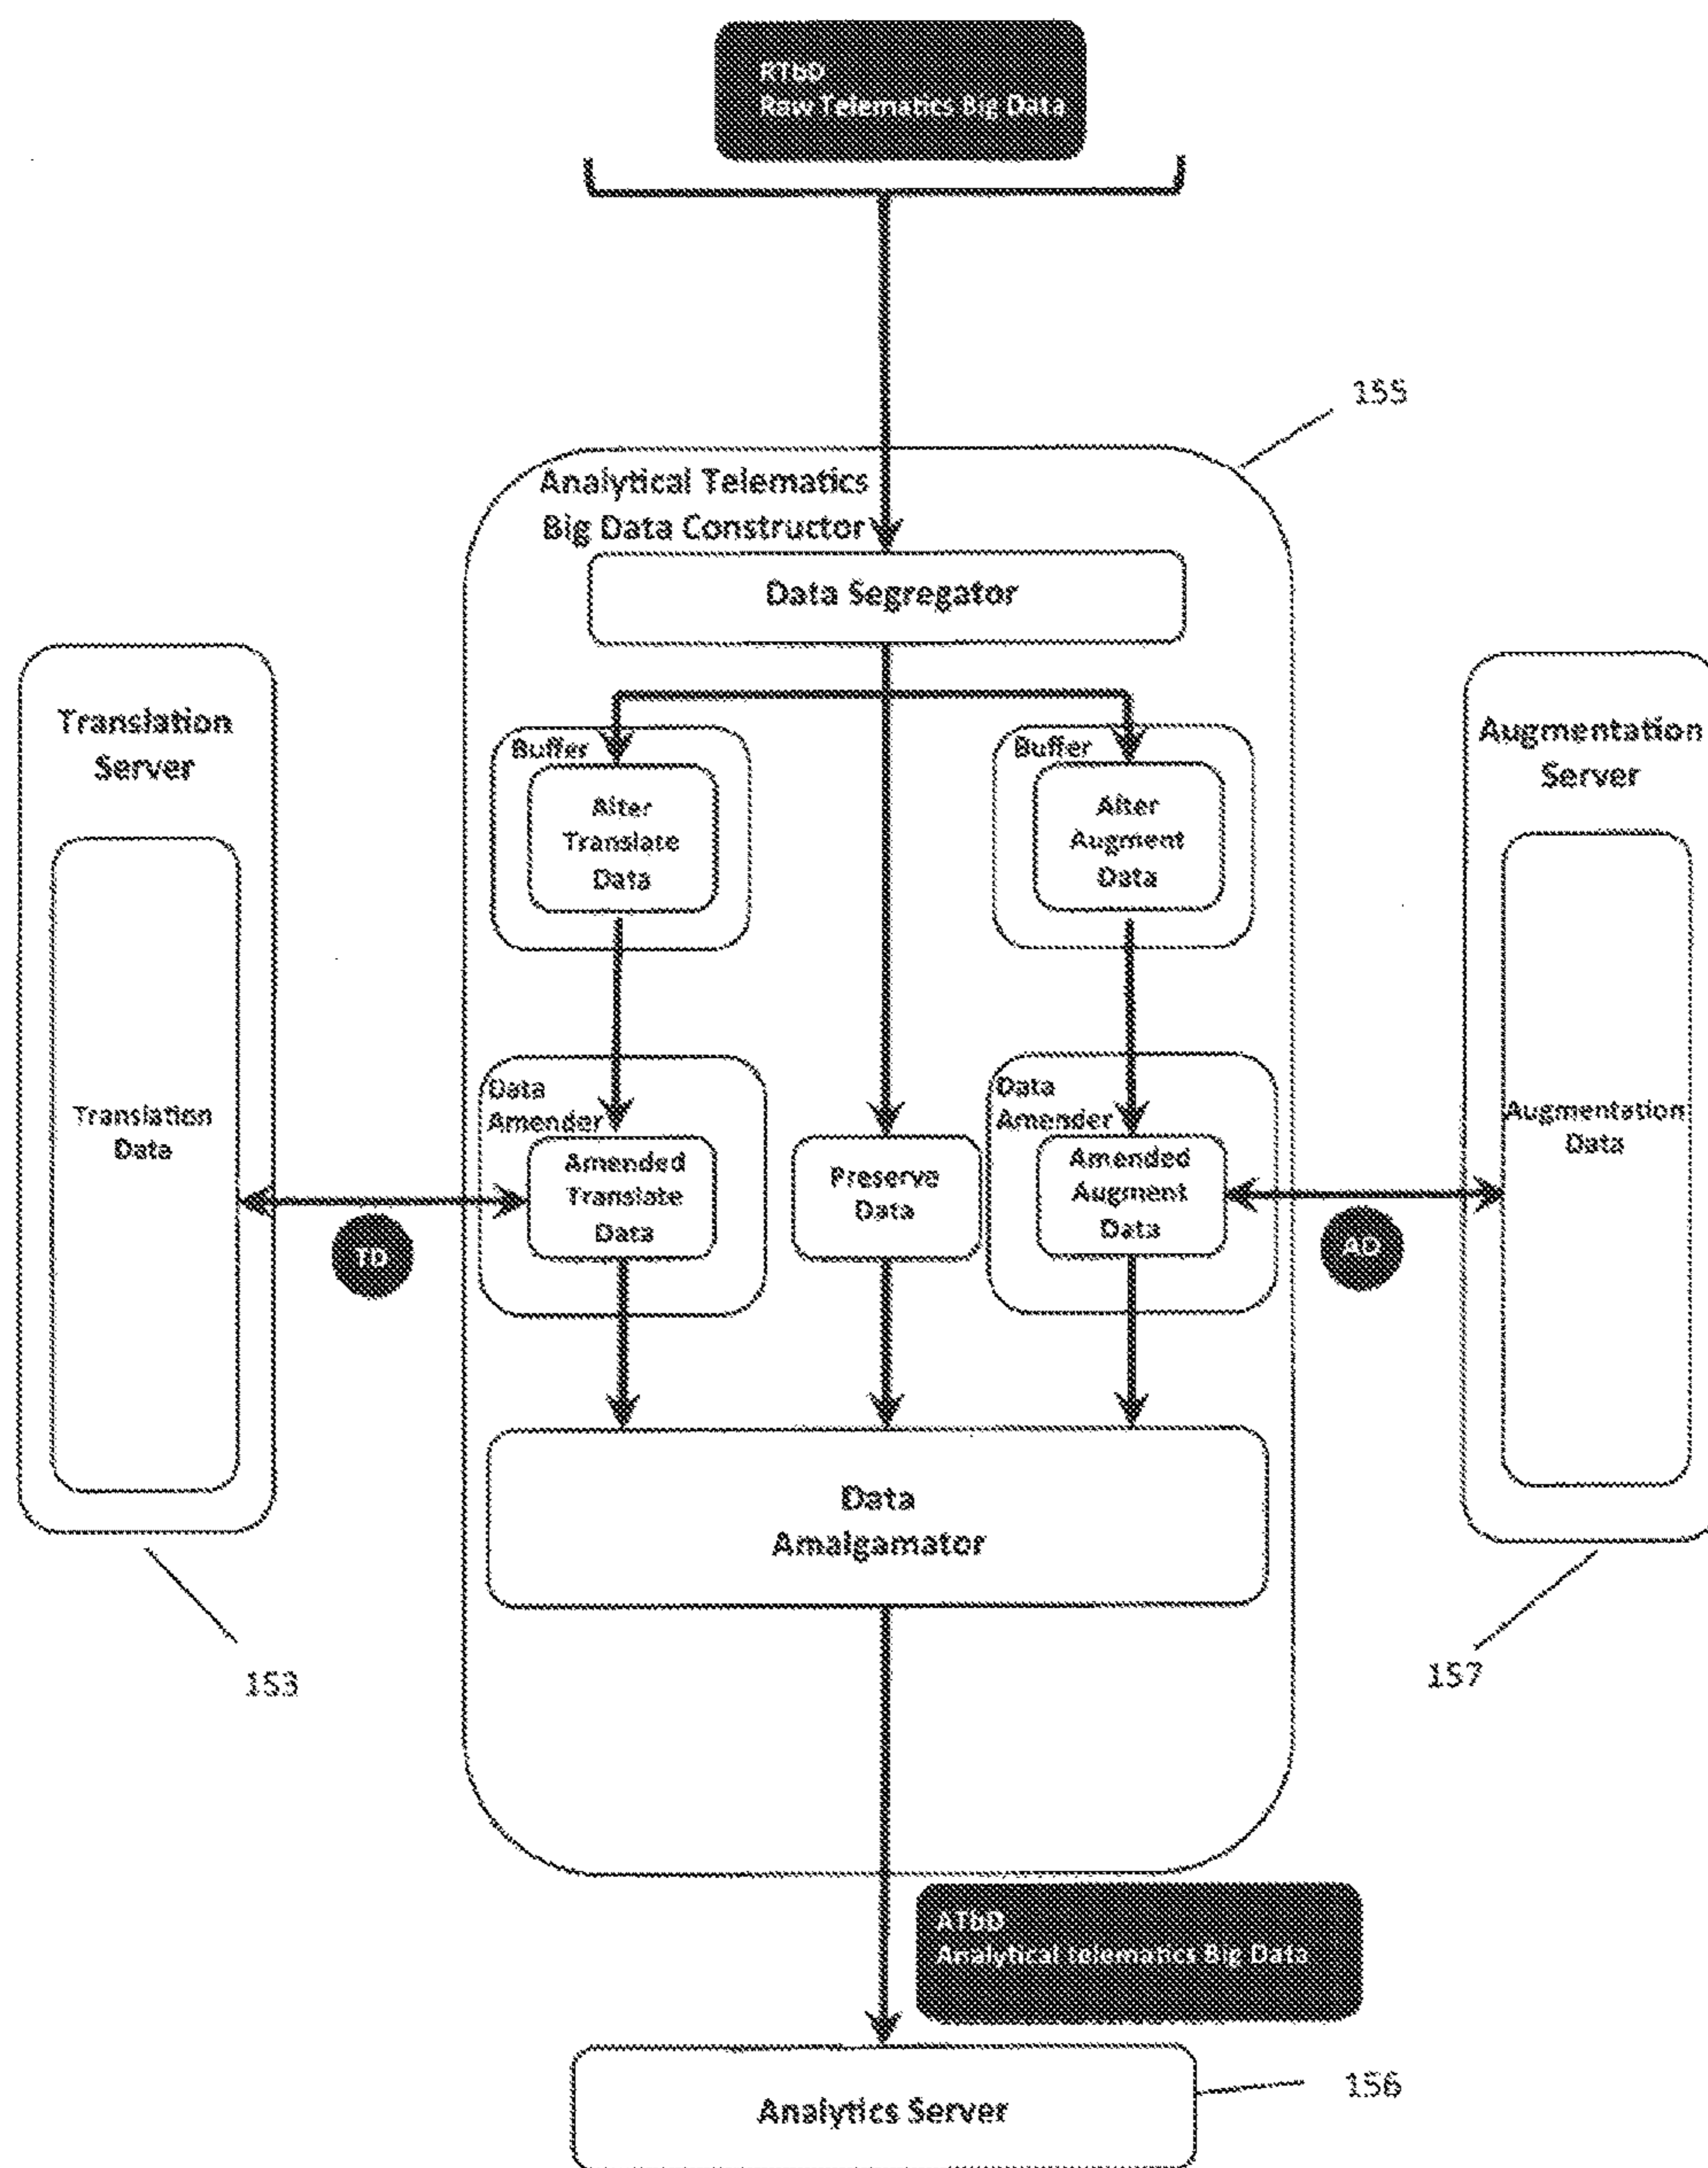 RTbD
Raw Telematics Big Data
155
Analytical Telematics
Big Data Constructor
Data Segregator
Translation
Server
Buffer
Alter
Translate
Data
Buffer
Alter
Augment
Data
Augmentation
Server
Translation
Data
Data
Amender
Amended
Translate
Data
Preserve
Data
Data
Amender
Amended
Augment
Data
Augmentation
Data
TD
AD
Data
Amalgamator
153
157
ATbD
Analytical telematics Big Data
Analytics Server
156